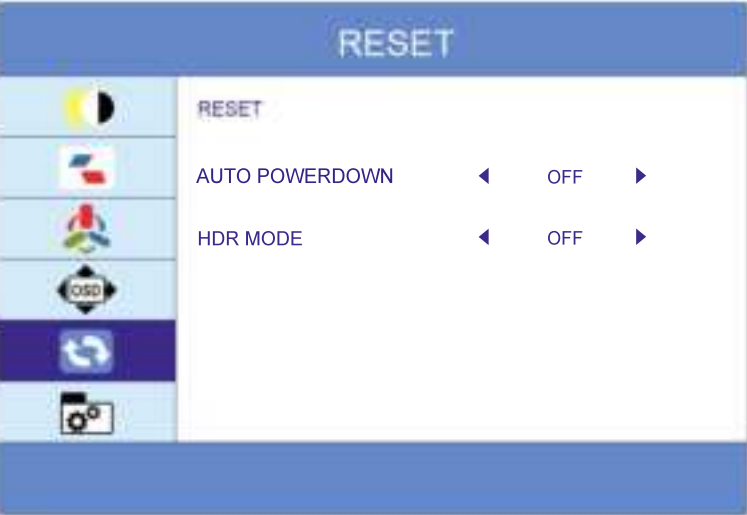 RESET
RESET
AUTO POWERDOWN OFF
HDR MODE OFF
OSD